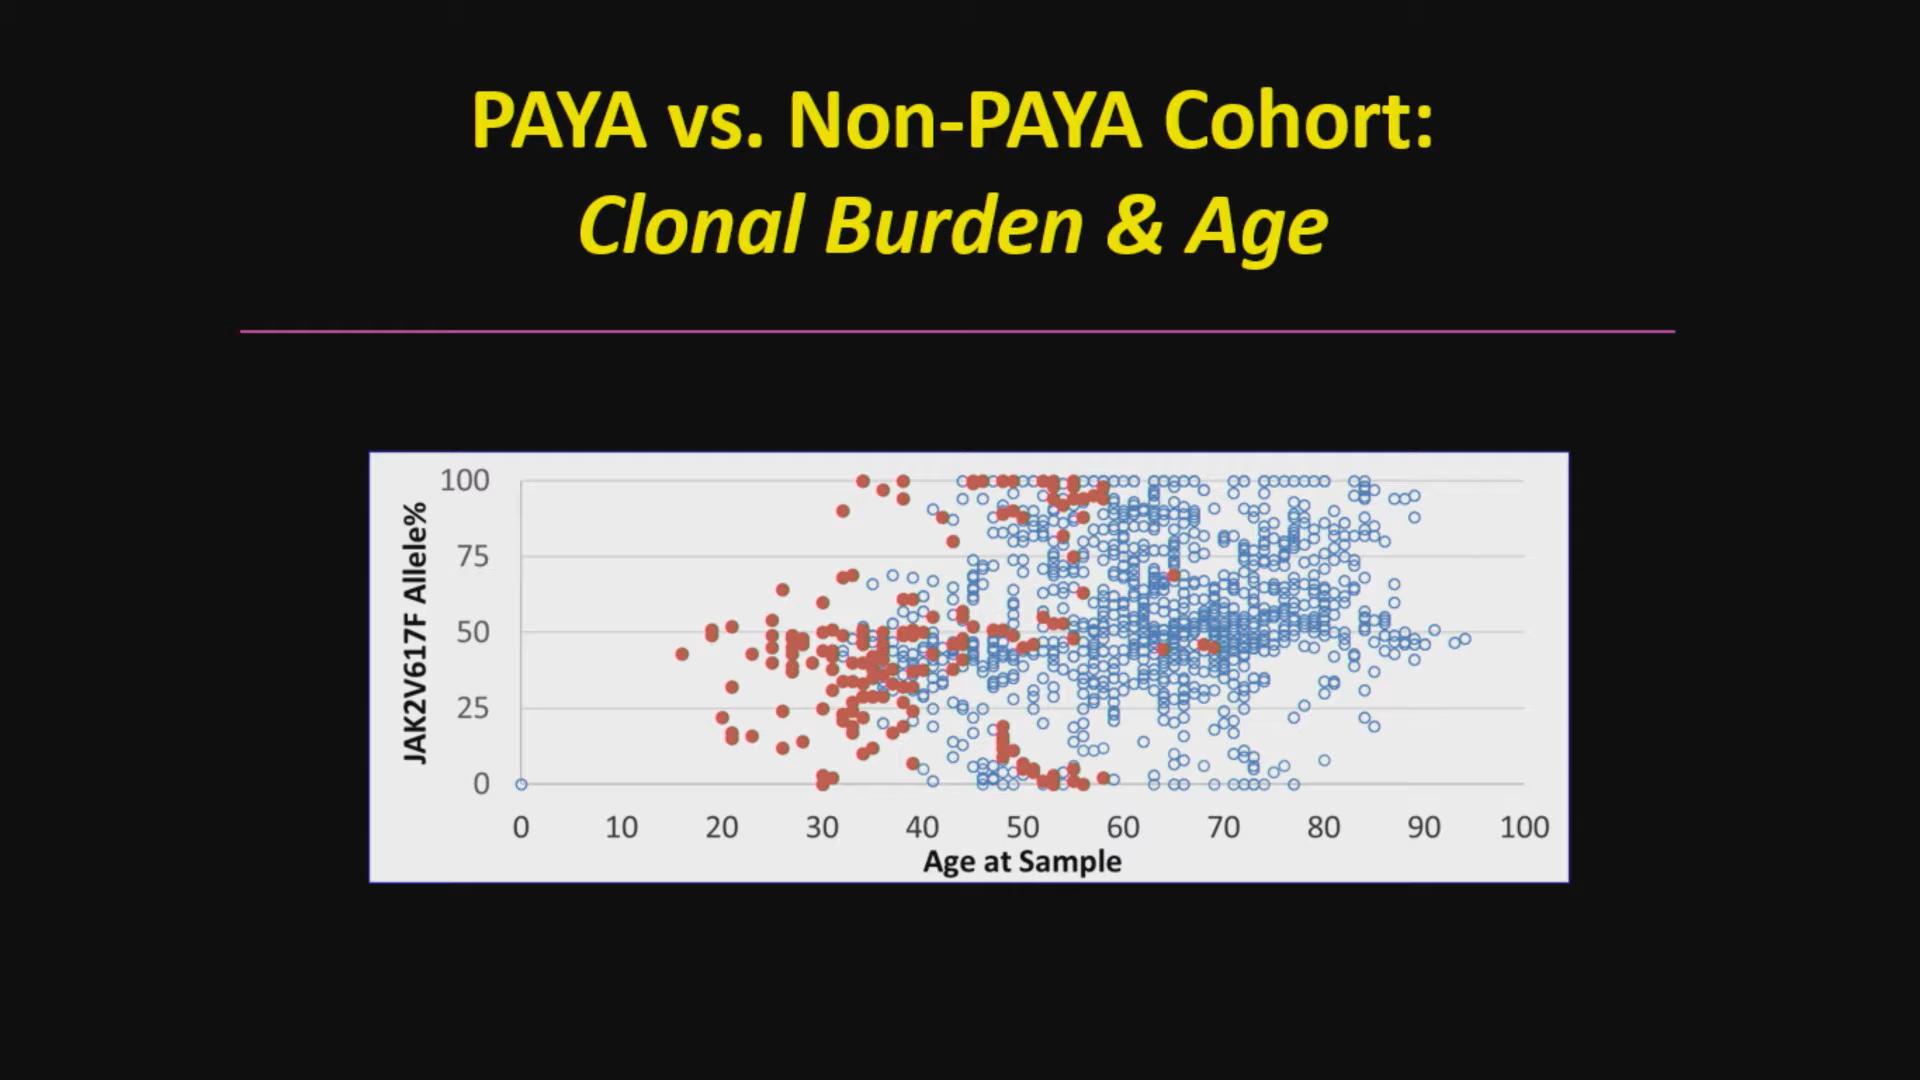 PAYA vs. Non-PAYA Cohort:
Clonal Burden & Age
JAK2V617F Allele%
100
75
50
25
0
0 10 20 30 40 50 60 70 80 90 100
Age at Sample